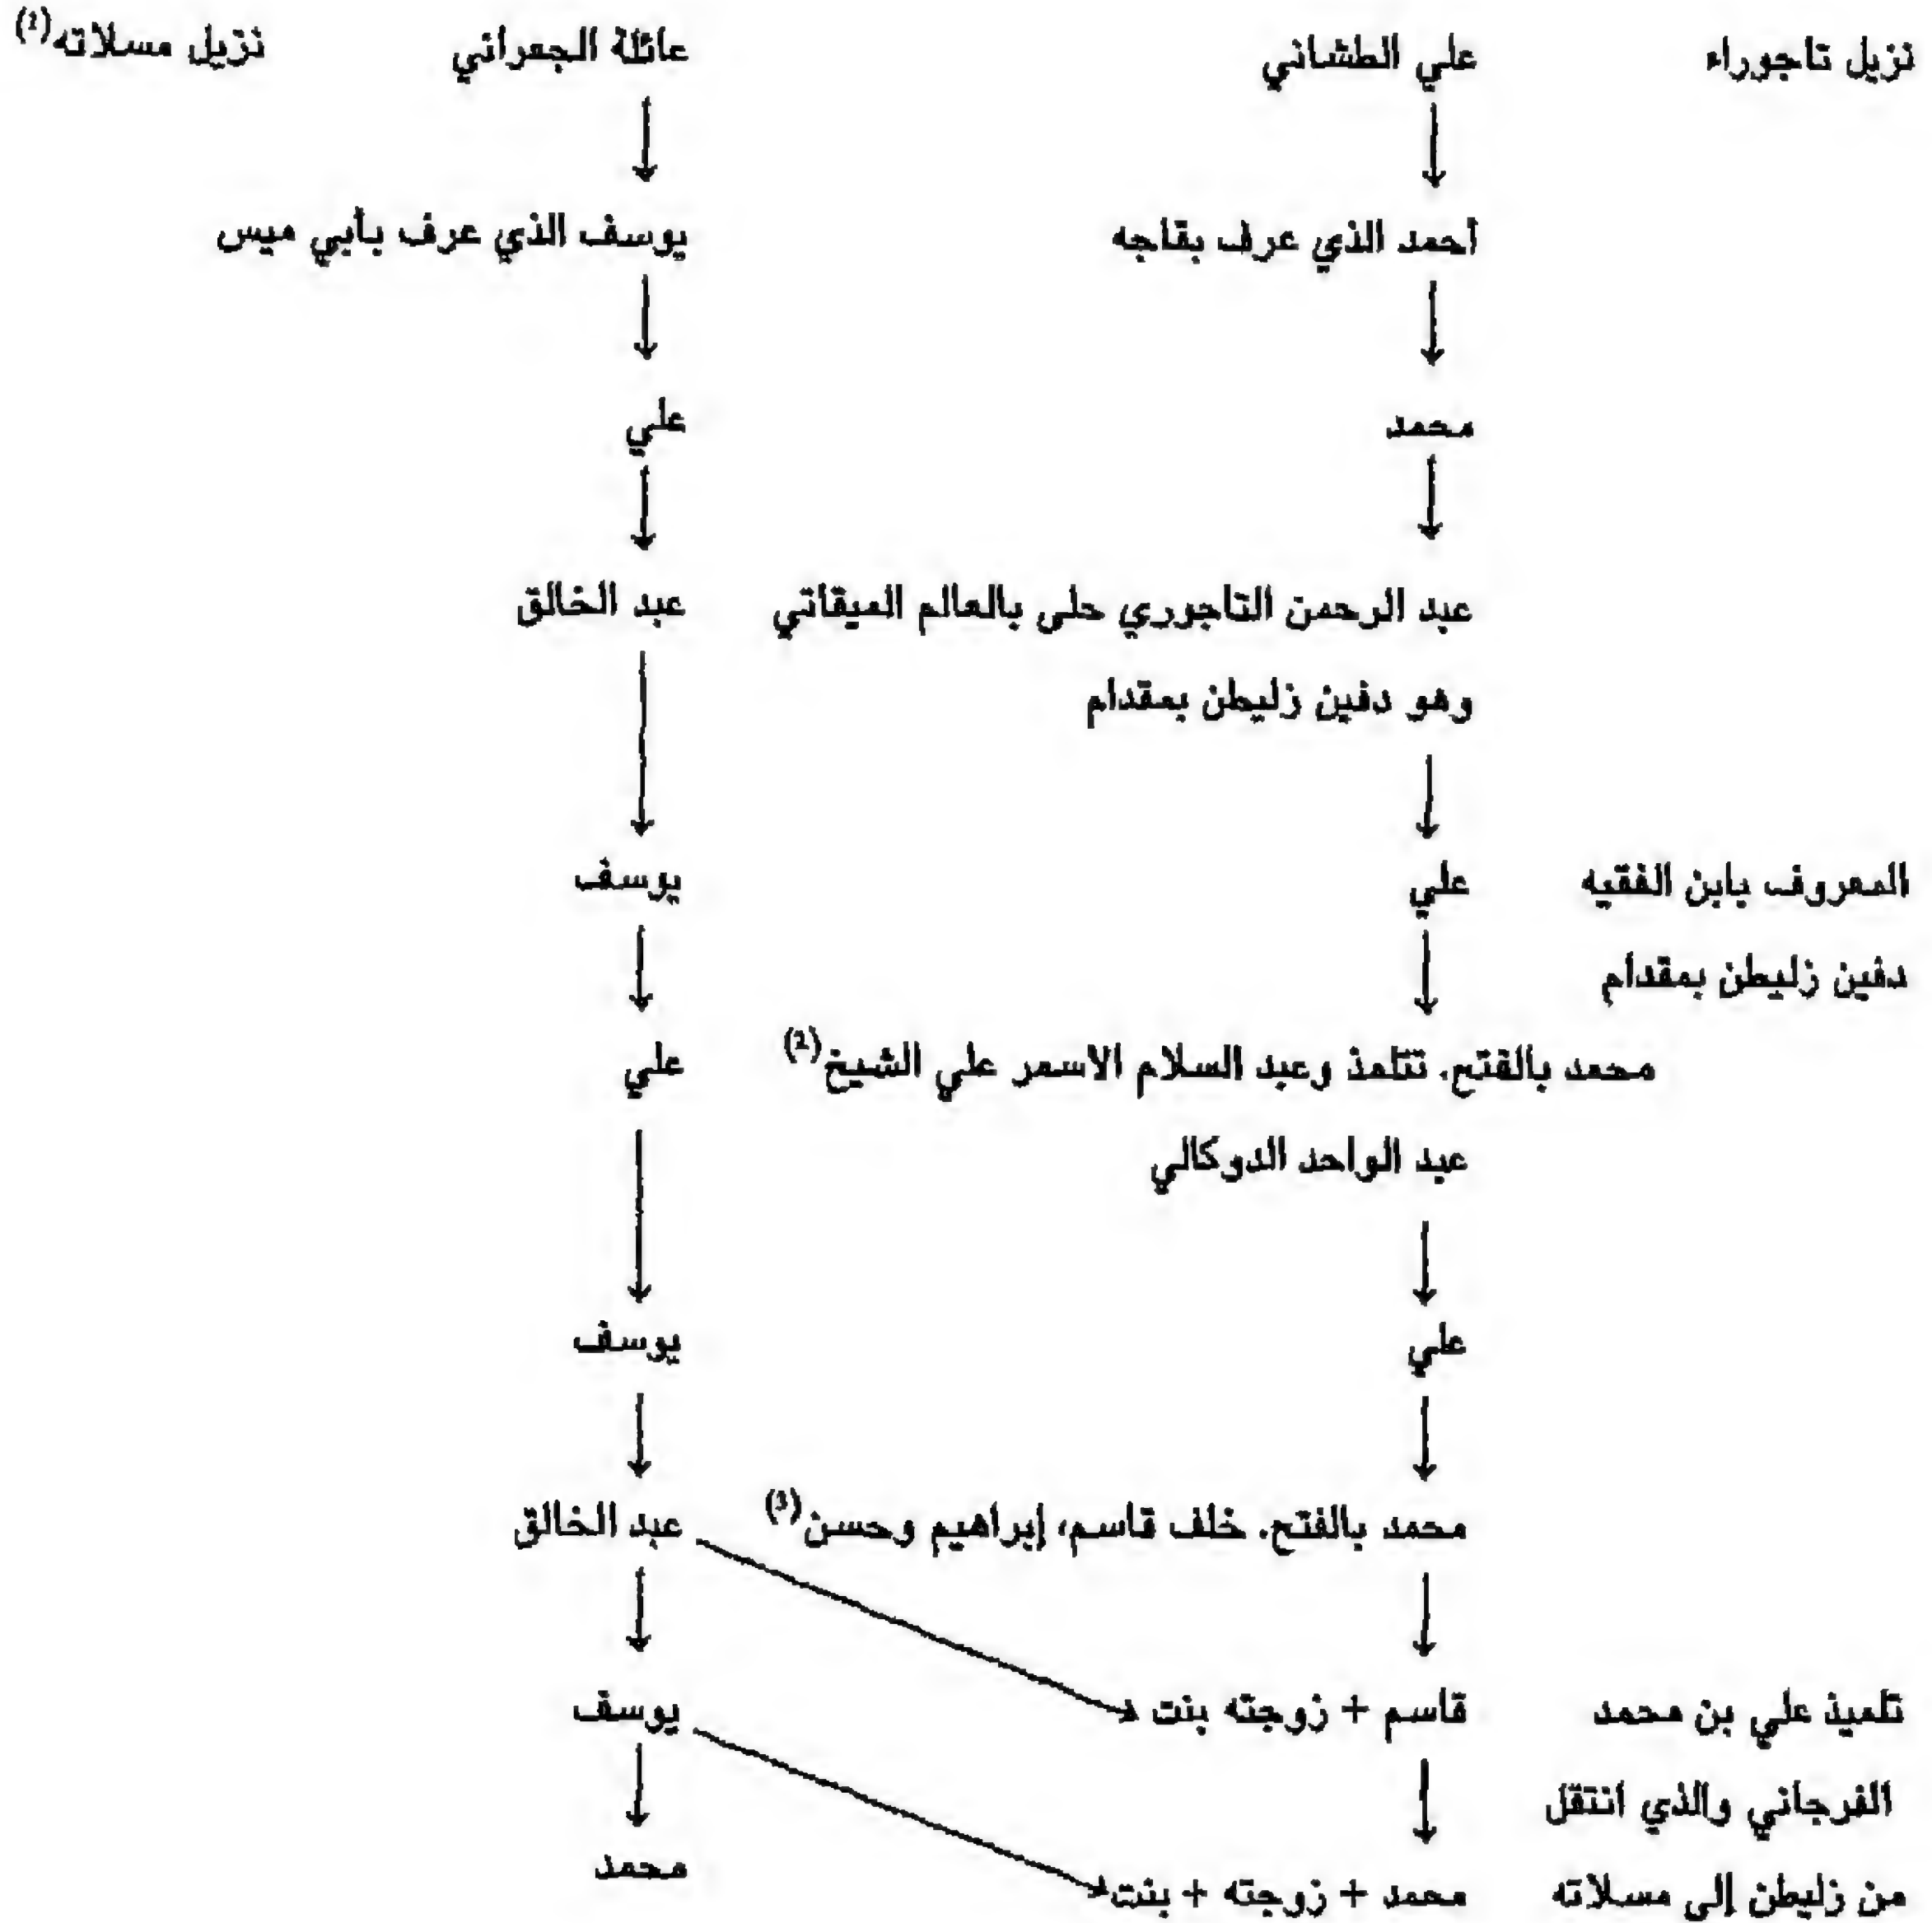 نزيل تاجوراء علي الطشاني عائلة الجعراني نزيل مسلاته(1)
أحمد الذي عرف بقاجه يوسف الذي عرف بأبي ميس
محمد علي
عبد الرحمن التاجوري حلى بالعالم الميقاتي عبد الخالق
وهو دفين زليطن بمقدام
المعروف بابن الفقيه علي يوسف
دفين زليطن بمقدام
محمد بالفتح. تتلمذ وعبد السلام الاسمر علي الشيخ(2) علي
عبد الواحد الدوكالي
علي يوسف
محمد بالفتح. خلف قاسم، إبراهيم وحسن(3) عبد الخالق
تلميذ علي بن محمد قاسم + زوجته بنت يوسف
الفرجاني والذي انتقل
محمد
من زليطن إلى مسلاته محمد + زوجته + بنت